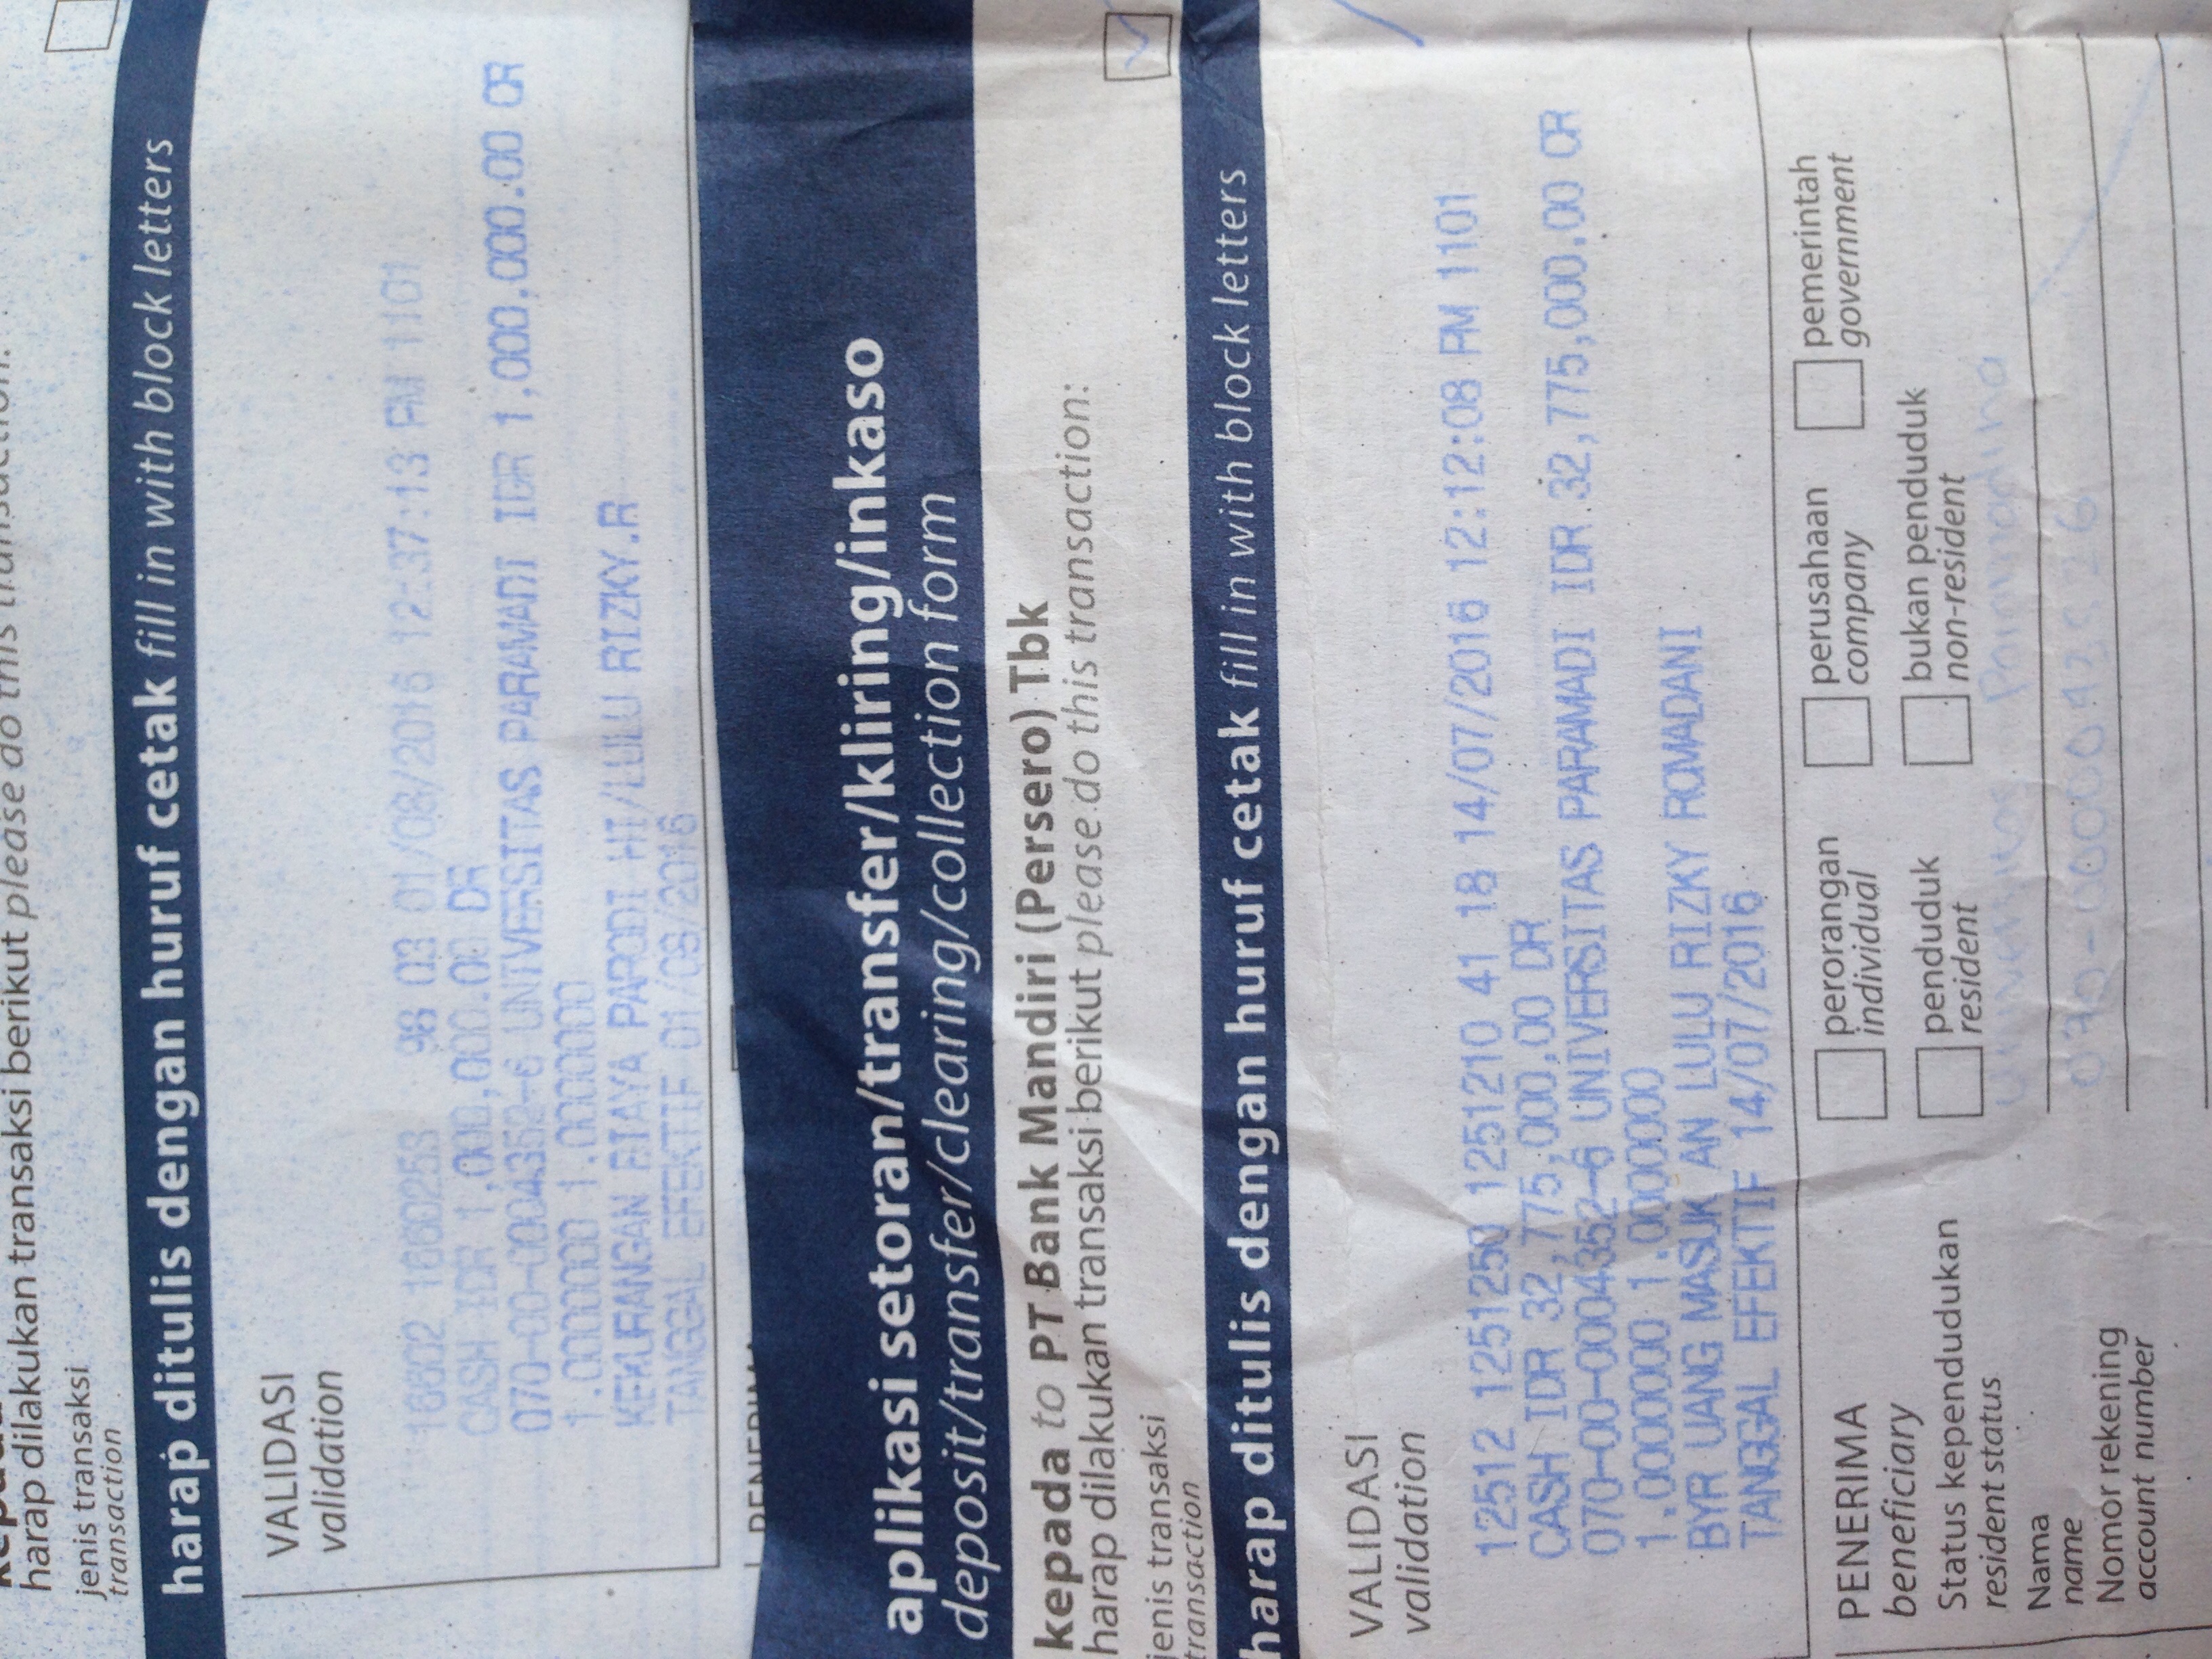 harap dilakukan transaksi berikut please do this transaction:
jenis transaksi
transaction
harap ditulis dengan huruf cetak fill in with block letters
VALIDASI
validation
16602 1660253 98 03 01/08/2016 12:37:13 PM 1101
CASH IDR 1,000,000.00 DR
070-00-0004352-6 UNIVERSITAS PARAMADI IDR 1,000,000.00 CR
1.0000000 1.0000000
KEKURANGAN BIAYA PARODI HI/LULU RIZKY.R
TANGGAL EFEKTIF 01/08/2016
PENERIMA
aplikasi setoran/transfer/kliring/inkaso
deposit/transfer/clearing/collection form
kepada to PT Bank Mandiri (Persero) Tbk
harap dilakukan transaksi berikut please do this transaction:
jenis transaksi
transaction
harap ditulis dengan huruf cetak fill in with block letters
VALIDASI
validation
12512 1251250 1251210 41 18 14/07/2016 12:12:08 PM 1101
CASH IDR 32,775,000,00 DR
070-00-0004352-6 UNIVERSITAS PARAMADI IDR 32,775,000.00 CR
1.0000000 1.0000000
BYR UANG MASUK AN LULU RIZKY ROMADANI
TANGGAL EFEKTIF 14/07/2016
PENERIMA
beneficiary
perorangan perusahaan pemerintah
individual company government
Status kependudukan penduduk bukan penduduk
resident status resident non-resident
Nama Universitas Paramadina
name
Nomor rekening
account number